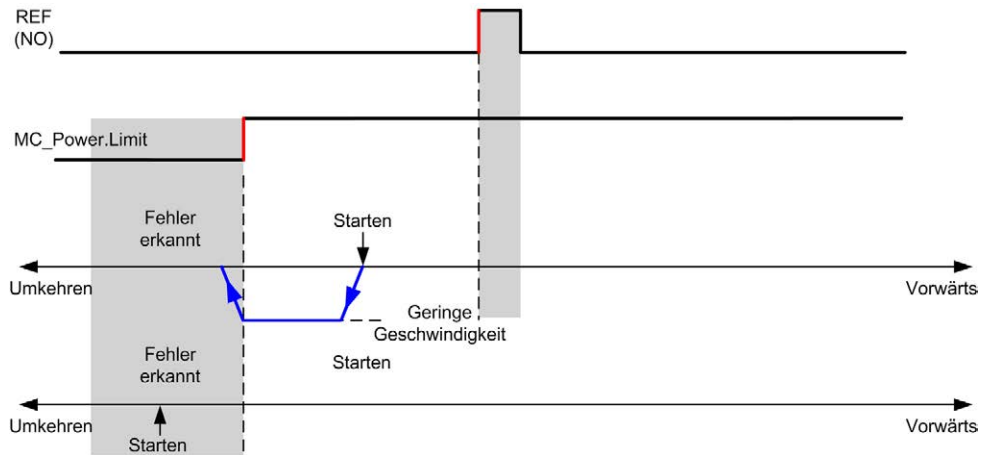 REF
(NO)
MC_Power.Limit
Fehler
erkannt
Starten
Umkehren
Vorwärts
Geringe
Geschwindigkeit
Fehler
erkannt
Starten
Umkehren
Vorwärts
Starten